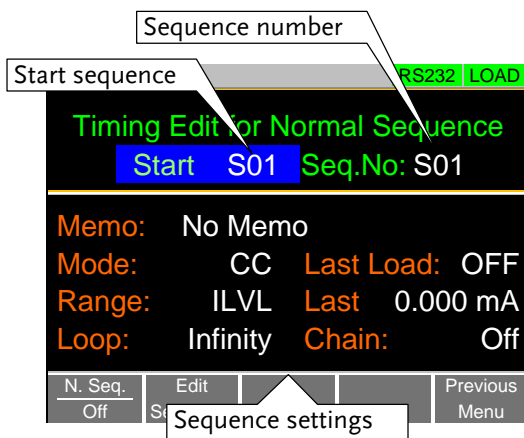 Sequence number
Start sequence
RS232 LOAD
Timing Edit for Normal Sequence
Start S01 Seq.No: S01
Memo: No Memo
Mode: CC Last Load: OFF
Range: ILVL Last 0.000 mA
Loop: Infinity Chain: Off
N. Seq. Edit Previous
Off Menu
Sequence settings